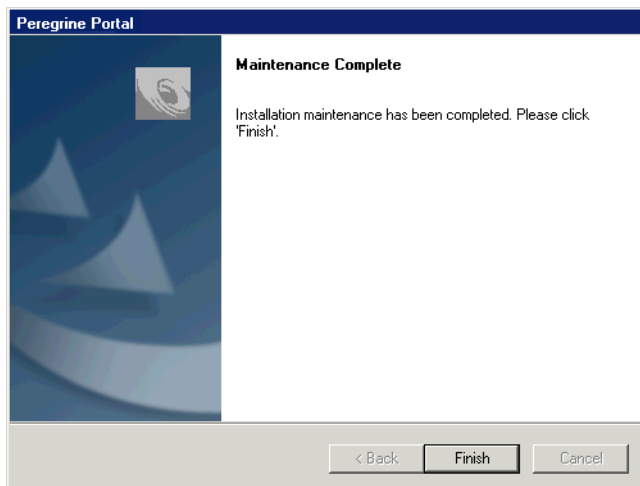 Peregrine Portal
Maintenance Complete
Installation maintenance has been completed. Please click
'Finish'.
< Back
Finish
Cancel